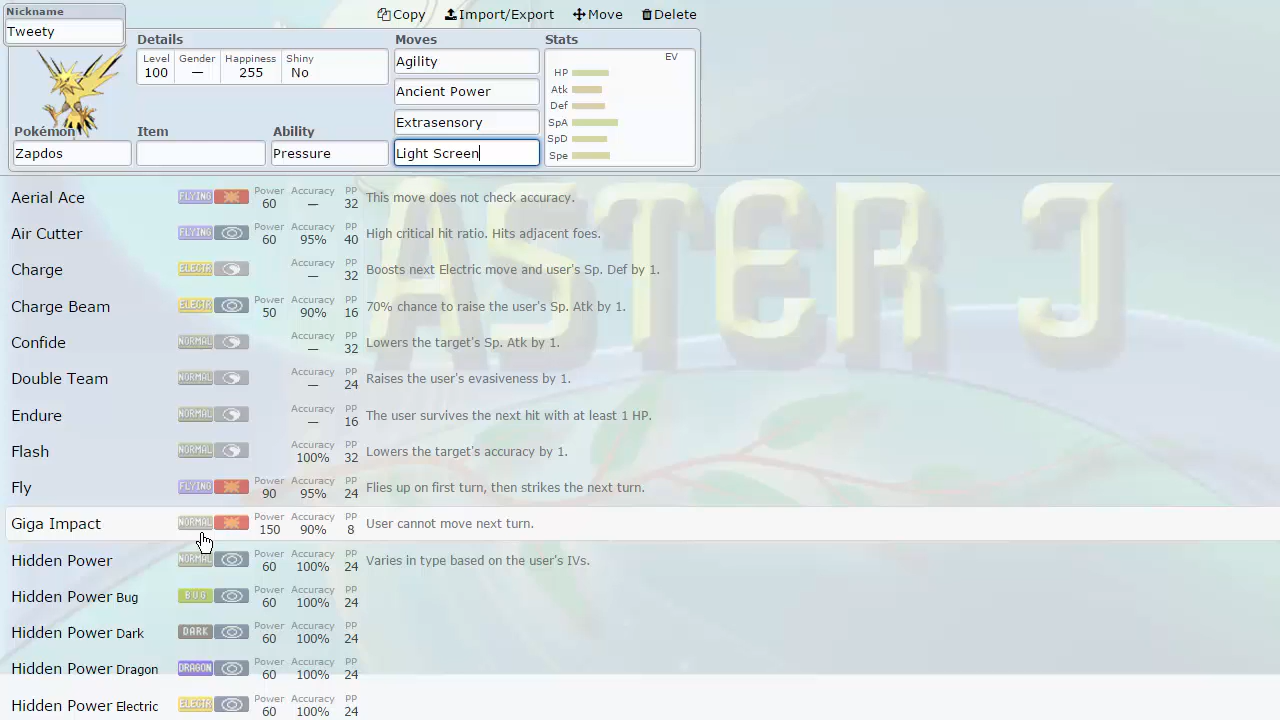 Nickname
Tweety
Copy Import/Export Move Delete
Details
Moves
Stats
Level Gender Happiness Shiny
100 — 255 No
Agility
Ancient Power
Extrasensory
Light Screen
EV
HP
Atk
Def
SpA
SpD
Spe
Pokémon Item Ability
Zapdos Pressure
Aerial Ace FLYING Power 60 Accuracy — PP 32 This move does not check accuracy.
Air Cutter FLYING Power 60 Accuracy 95% PP 40 High critical hit ratio. Hits adjacent foes.
Charge ELECTR Accuracy — PP 32 Boosts next Electric move and user's Sp. Def by 1.
Charge Beam ELECTR Power 50 Accuracy 90% PP 16 70% chance to raise the user's Sp. Atk by 1.
Confide NORMAL Accuracy — PP 32 Lowers the target's Sp. Atk by 1.
Double Team NORMAL Accuracy — PP 24 Raises the user's evasiveness by 1.
Endure NORMAL Accuracy — PP 16 The user survives the next hit with at least 1 HP.
Flash NORMAL Accuracy 100% PP 32 Lowers the target's accuracy by 1.
Fly FLYING Power 90 Accuracy 95% PP 24 Flies up on first turn, then strikes the next turn.
Giga Impact NORMAL Power 150 Accuracy 90% PP 8 User cannot move next turn.
Hidden Power NORMAL Power 60 Accuracy 100% PP 24 Varies in type based on the user's IVs.
Hidden Power Bug BUG Power 60 Accuracy 100% PP 24
Hidden Power Dark DARK Power 60 Accuracy 100% PP 24
Hidden Power Dragon DRAGON Power 60 Accuracy 100% PP 24
Hidden Power Electric ELECTR Power 60 Accuracy 100% PP 24
ASTER J